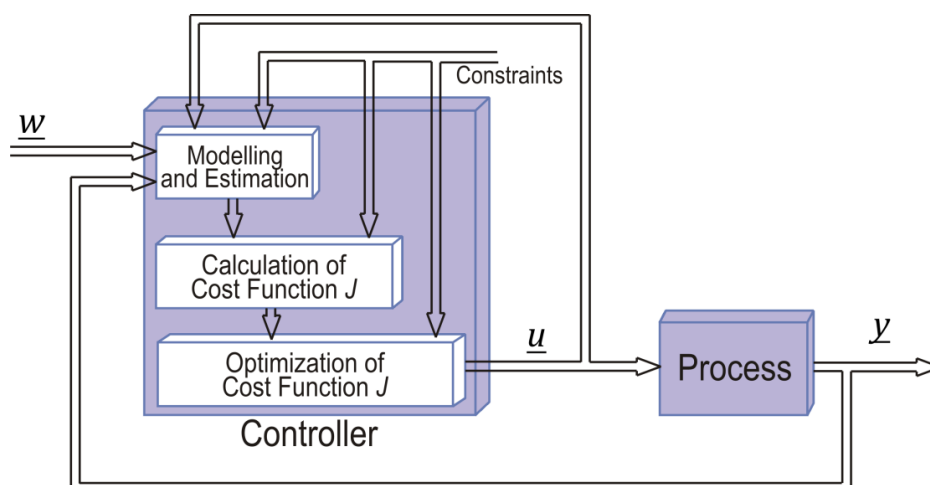 Constraints
w
Modelling
and Estimation
Calculation of
Cost Function J
Optimization of
Cost Function J
u
Process
y
Controller